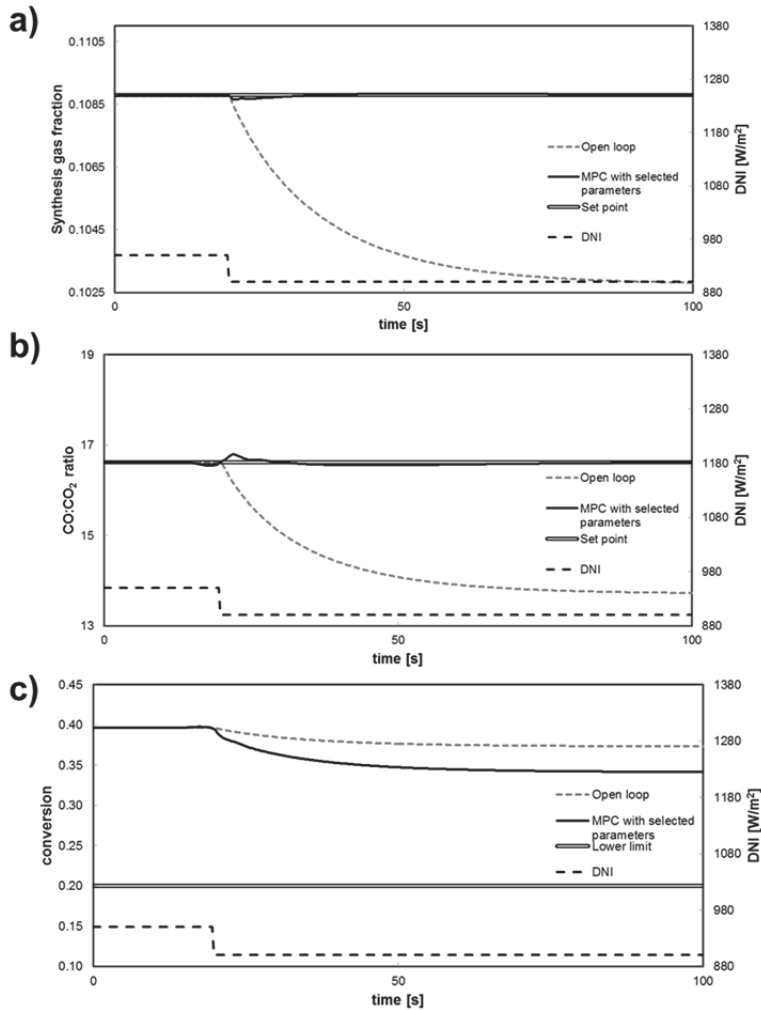 a)
0.1105
0.1085
0.1065
0.1045
0.1025
Synthesis gas fraction
1380
1280
1180
1080
980
880
DNI [W/m²]
Open loop
MPC with selected
parameters
Set point
DNI
0
50
100
time [s]
b)
19
17
15
13
CO:CO₂ ratio
1380
1280
1180
1080
980
880
DNI [W/m²]
Open loop
MPC with selected
parameters
Set point
DNI
0
50
100
time [s]
c)
0.45
0.40
0.35
0.30
0.25
0.20
0.15
0.10
conversion
1380
1280
1180
1080
980
880
DNI [W/m²]
Open loop
MPC with selected
parameters
Lower limit
DNI
0
50
100
time [s]